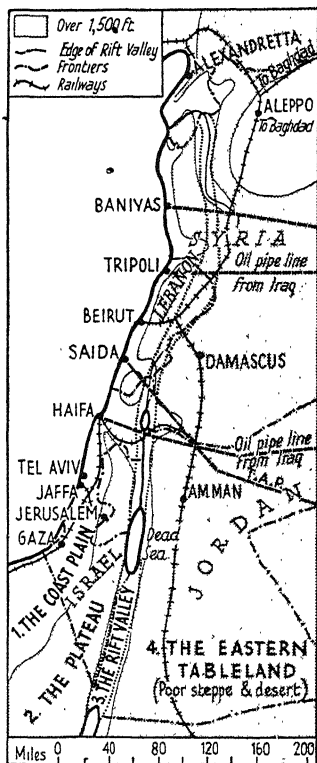 Over 1,500 ft.
Edge of Rift Valley
Frontiers
Railways
ALEXANDRETTA
To Baghdad
ALEPPO
To Baghdad
BANIYAS
SYRIA
TRIPOLI
Oil pipe line
from Iraq
LEBANON
BEIRUT
SAIDA
DAMASCUS
HAIFA
Oil pipe line
from Iraq
T.A.P.
TEL AVIV
JAFFA
AMMAN
JERUSALEM
GAZA
Dead
Sea
JORDAN
ISRAEL
1. THE COAST PLAIN
2. THE PLATEAU
3. THE RIFT VALLEY
4. THE EASTERN
TABLELAND
(Poor steppe & desert)
Miles 0 40 80 120 160 200